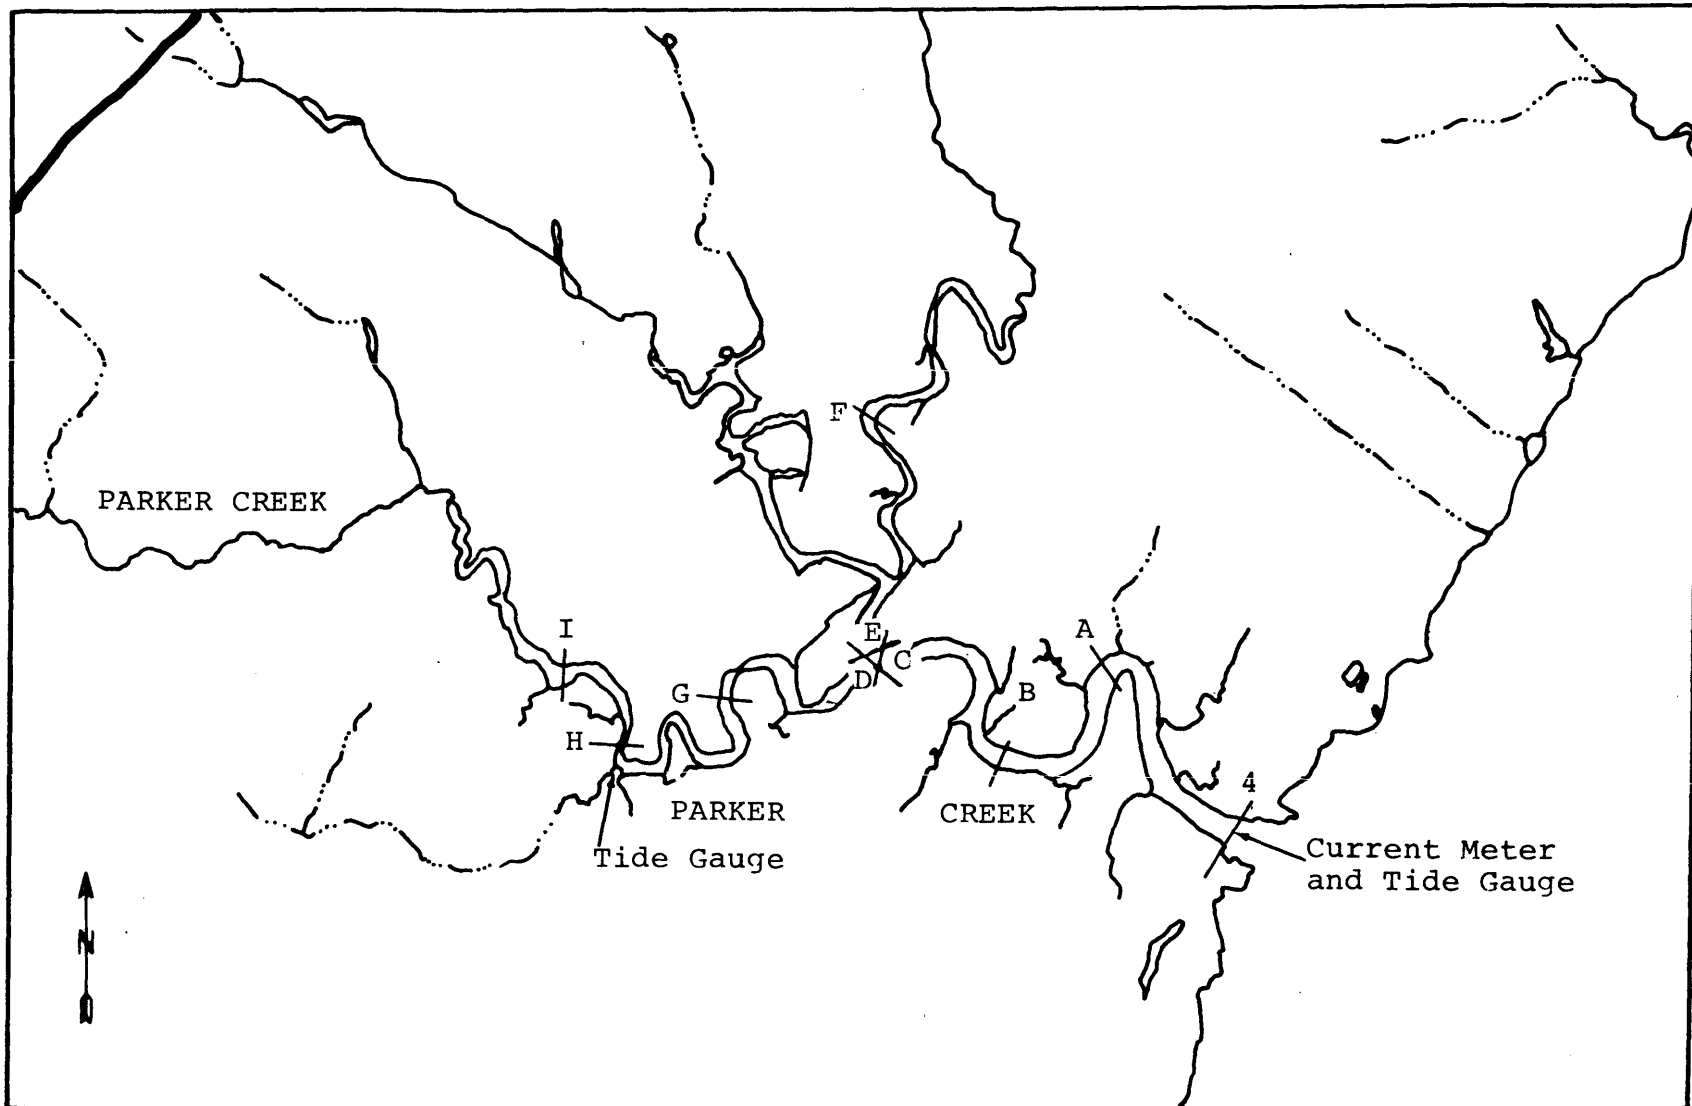 F
PARKER CREEK
I
E
A
C
D
G
B
H
4
PARKER
CREEK
Tide Gauge
Current Meter
and Tide Gauge
N